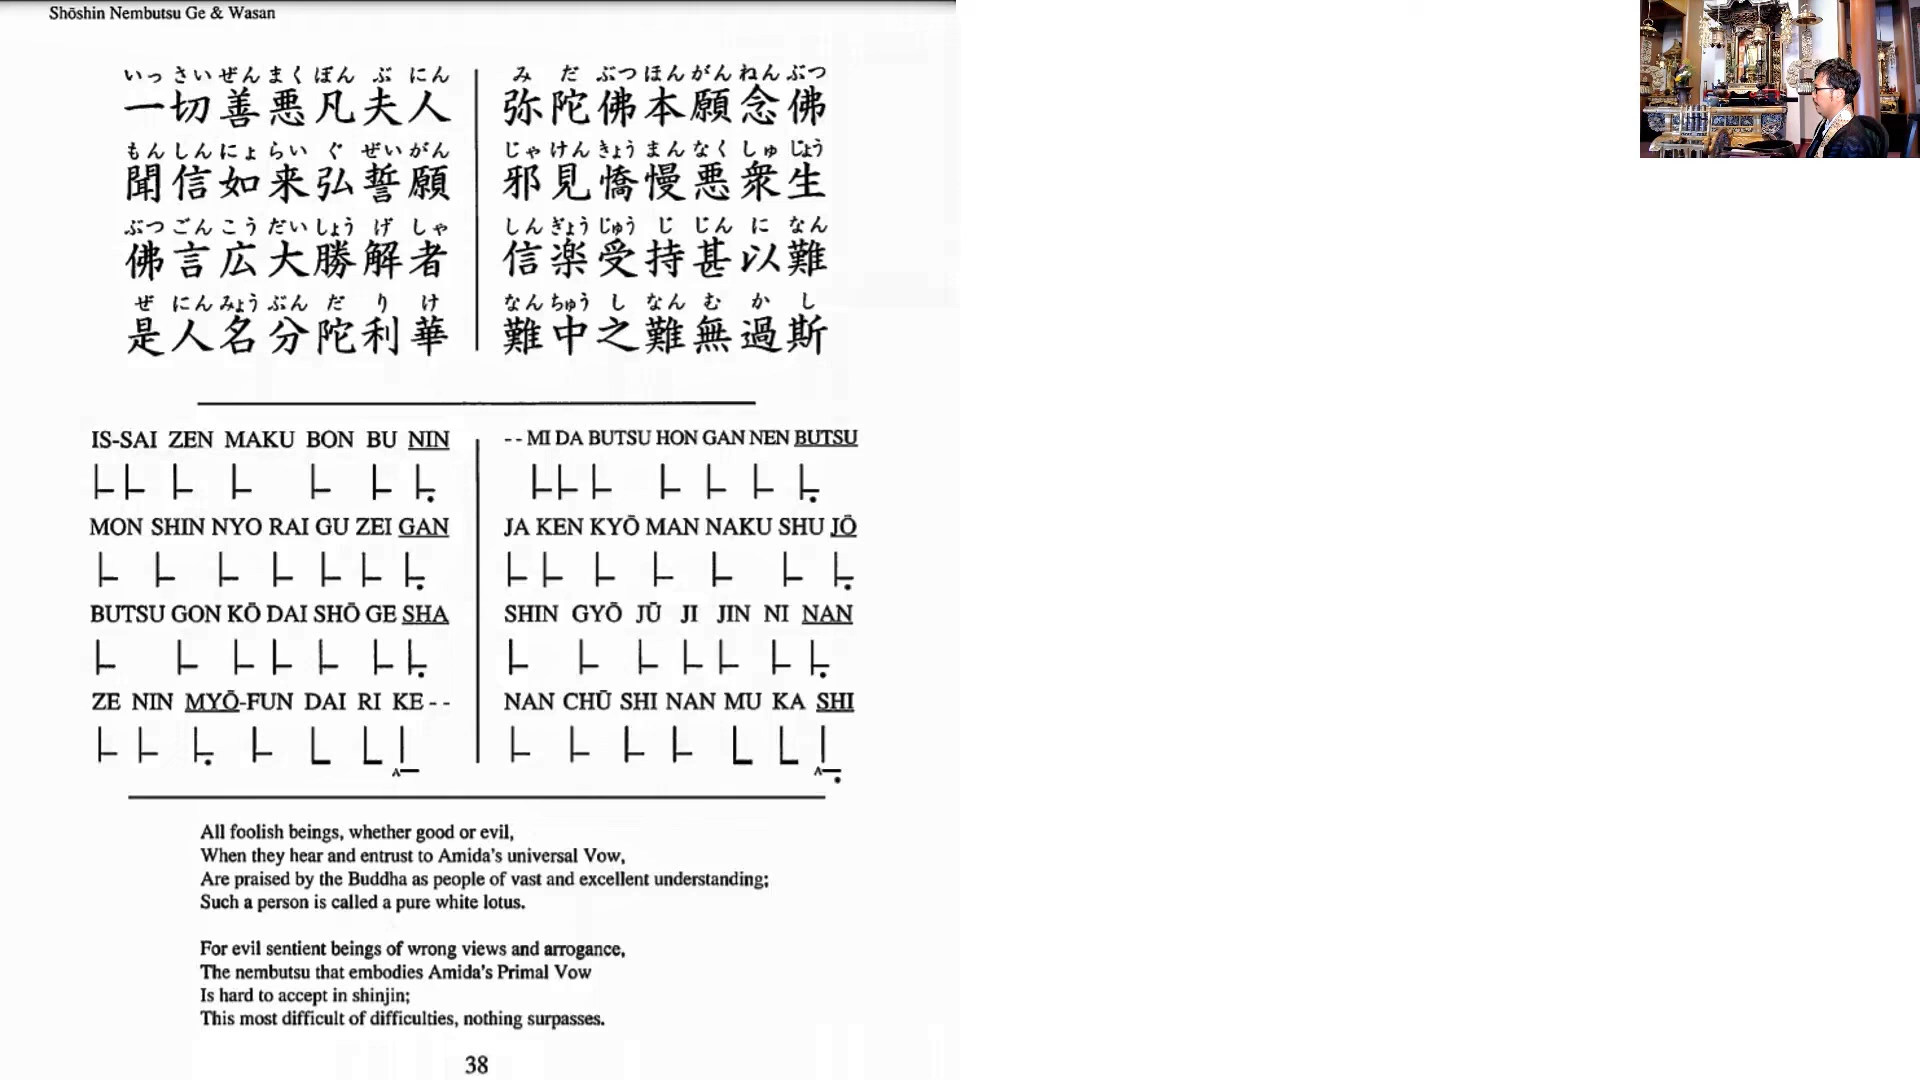 Shōshin Nembutsu Ge & Wasan
いっ さい ぜん まく ぼん ぶ にん
一切善悪凡夫人
もん しん にょ らい ぐ ぜい がん
聞信如来弘誓願
ぶつ ごん こう だい しょう げ しゃ
佛言広大勝解者
ぜ にん みょう ぶん だ り け
是人名分陀利華
み だ ぶつ ほん がん ねん ぶつ
弥陀佛本願念佛
じゃ けん きょう まん なく しゅ じょう
邪見憍慢悪衆生
しん ぎょう じゅう じ じん に なん
信楽受持甚以難
なん ちゅう し なん む か し
難中之難無過斯
IS-SAI ZEN MAKU BON BU NIN
MON SHIN NYO RAI GU ZEI GAN
BUTSU GON KŌ DAI SHŌ GE SHA
ZE NIN MYŌ-FUN DAI RI KE - -
A
- - MI DA BUTSU HON GAN NEN BUTSU
JA KEN KYŌ MAN NAKU SHU JŌ
SHIN GYŌ JŪ JI JIN NI NAN
NAN CHŪ SHI NAN MU KA SHI
A
All foolish beings, whether good or evil,
When they hear and entrust to Amida's universal Vow,
Are praised by the Buddha as people of vast and excellent understanding;
Such a person is called a pure white lotus.
For evil sentient beings of wrong views and arrogance,
The nembutsu that embodies Amida's Primal Vow
Is hard to accept in shinjin;
This most difficult of difficulties, nothing surpasses.
38